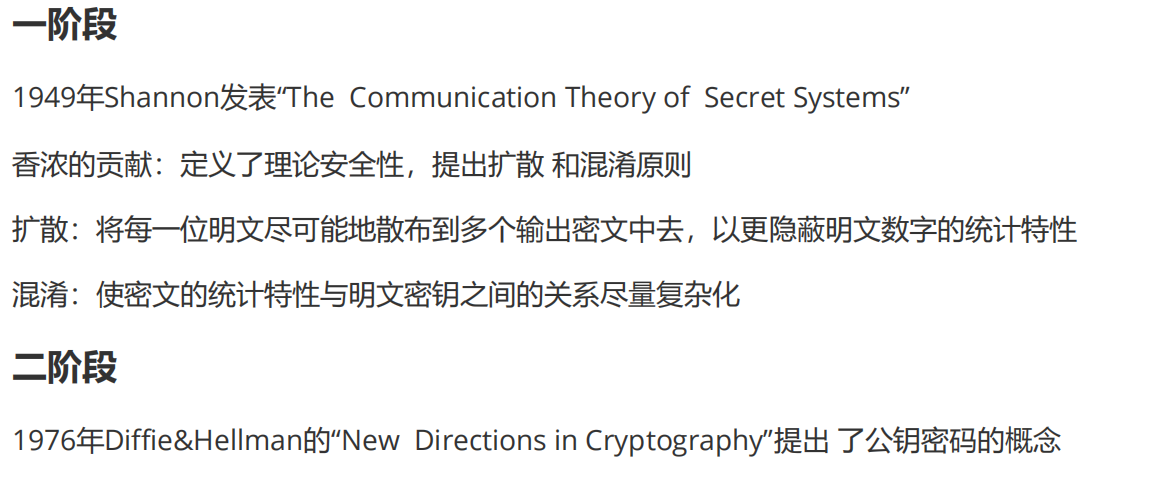 一阶段
1949年Shannon发表“The Communication Theory of Secret Systems”
香浓的贡献：定义了理论安全性，提出扩散 和混淆原则
扩散：将每一位明文尽可能地散布到多个输出密文中去，以更隐蔽明文数字的统计特性
混淆：使密文的统计特性与明文密钥之间的关系尽量复杂化
二阶段
1976年Diffie&Hellman的“New Directions in Cryptography”提出 了公钥密码的概念